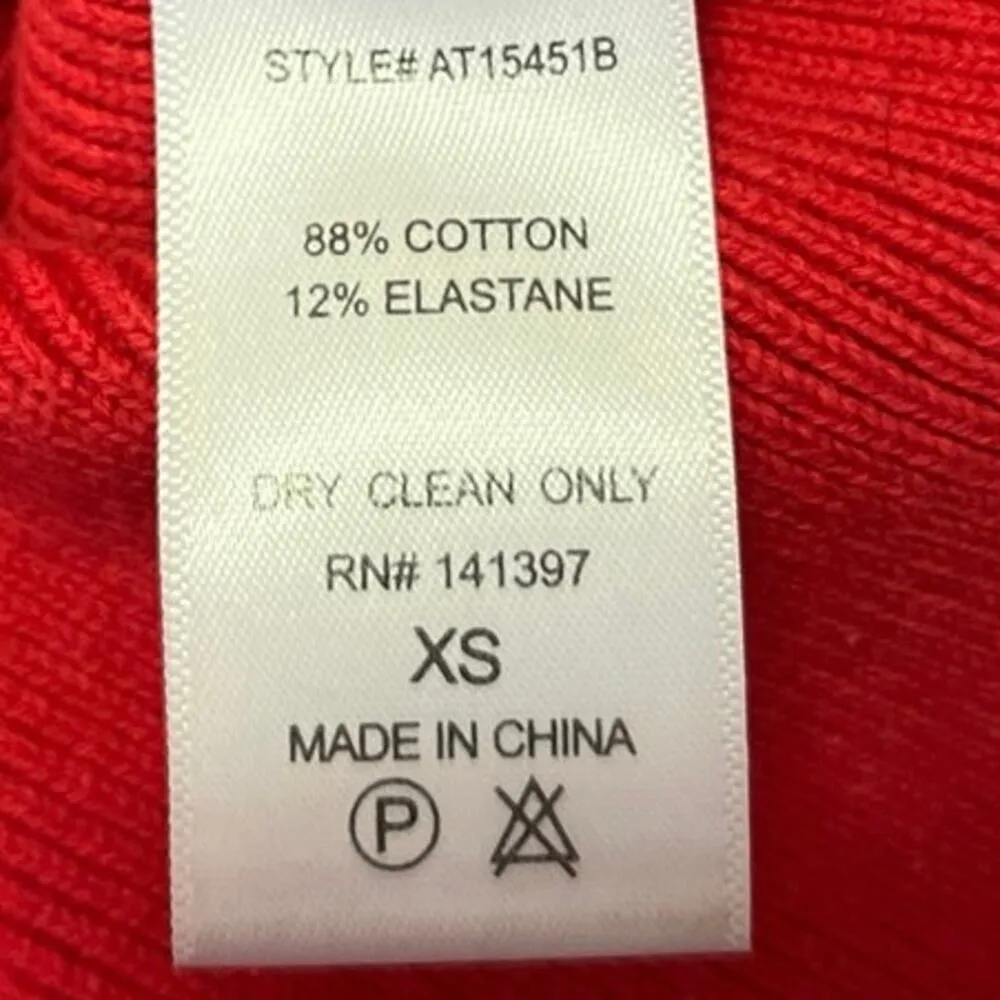 STYLE# AT15451B
88% COTTON
12% ELASTANE
DRY CLEAN ONLY
RN# 141397
XS
MADE IN CHINA
P